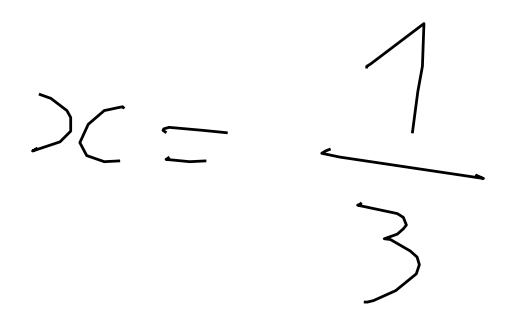 x = 1/3